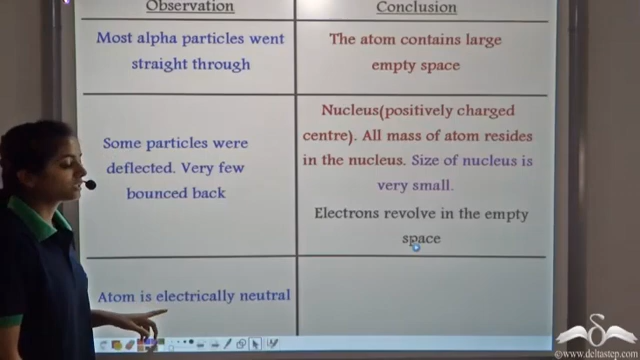 Observation
Conclusion
Most alpha particles went
straight through
The atom contains large
empty space
Some particles were
deflected. Very few
bounced back
Nucleus(positively charged
centre). All mass of atom resides
in the nucleus. Size of nucleus is
very small.
Electrons revolve in the empty
space
Atom is electrically neutral
©www.deltastep.com